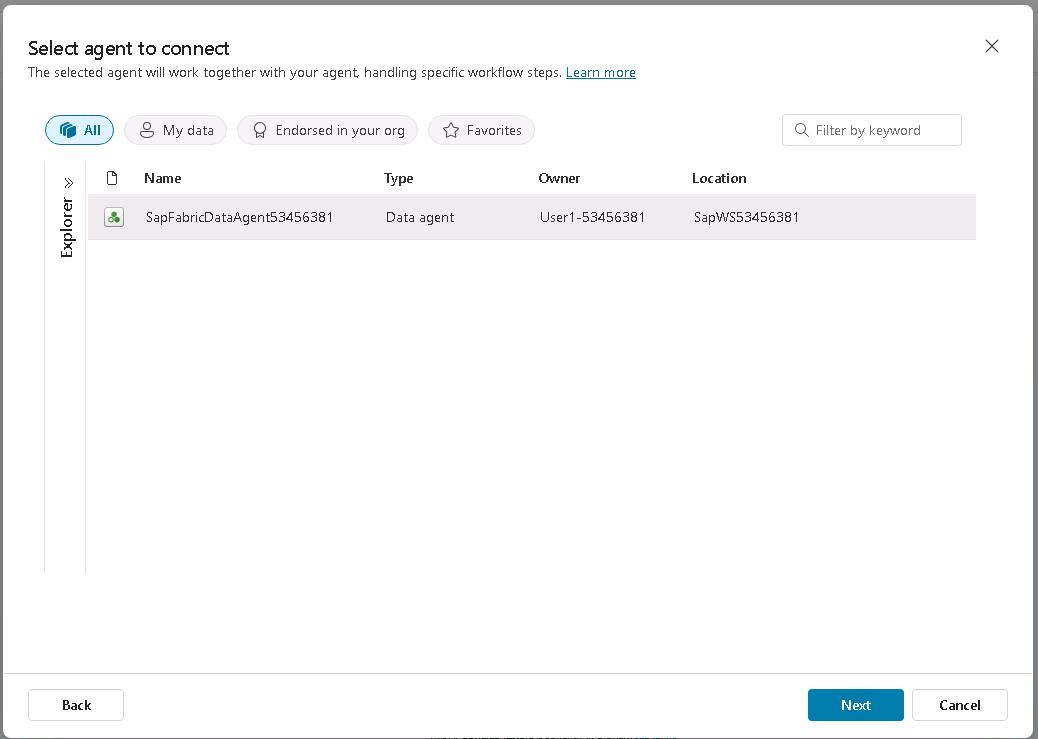 Select agent to connect
The selected agent will work together with your agent, handling specific workflow steps. Learn more
All My data Endorsed in your org Favorites Filter by keyword
Explorer
Name Type Owner Location
SapFabricDataAgent53456381 Data agent User1-53456381 SapWS53456381
Back Next Cancel